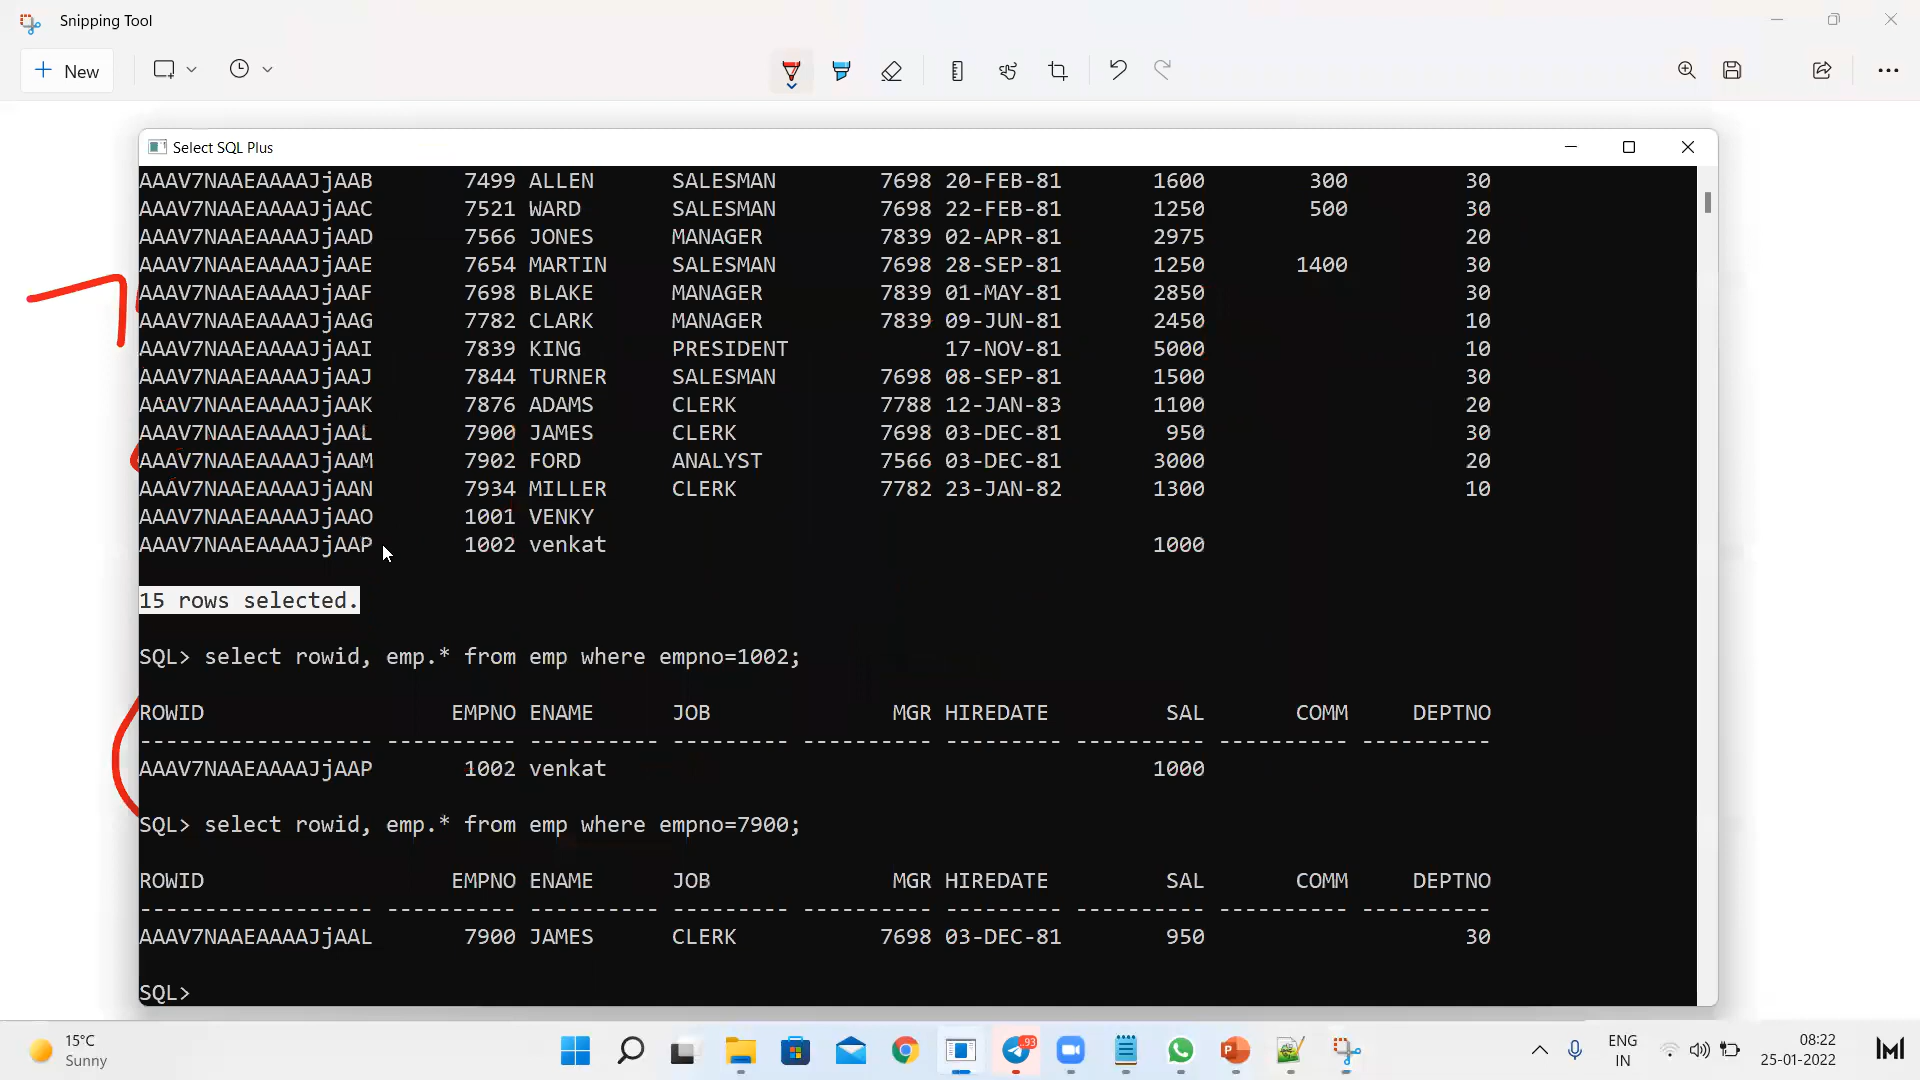 Snipping Tool
New
Select SQL Plus
AAAV7NAAEAAAAJjAAB 7499 ALLEN SALESMAN 7698 20-FEB-81 1600 300 30
AAAV7NAAEAAAAJjAAC 7521 WARD SALESMAN 7698 22-FEB-81 1250 500 30
AAAV7NAAEAAAAJjAAD 7566 JONES MANAGER 7839 02-APR-81 2975 20
AAAV7NAAEAAAAJjAAE 7654 MARTIN SALESMAN 7698 28-SEP-81 1250 1400 30
AAAV7NAAEAAAAJjAAF 7698 BLAKE MANAGER 7839 01-MAY-81 2850 30
AAAV7NAAEAAAAJjAAG 7782 CLARK MANAGER 7839 09-JUN-81 2450 10
AAAV7NAAEAAAAJjAAI 7839 KING PRESIDENT 17-NOV-81 5000 10
AAAV7NAAEAAAAJjAAJ 7844 TURNER SALESMAN 7698 08-SEP-81 1500 30
AAAV7NAAEAAAAJjAAK 7876 ADAMS CLERK 7788 12-JAN-83 1100 20
AAAV7NAAEAAAAJjAAL 7900 JAMES CLERK 7698 03-DEC-81 950 30
AAAV7NAAEAAAAJjAAM 7902 FORD ANALYST 7566 03-DEC-81 3000 20
AAAV7NAAEAAAAJjAAN 7934 MILLER CLERK 7782 23-JAN-82 1300 10
AAAV7NAAEAAAAJjAAO 1001 VENKY
AAAV7NAAEAAAAJjAAP 1002 venkat 1000
15 rows selected.
SQL> select rowid, emp.* from emp where empno=1002;
ROWID EMPNO ENAME JOB MGR HIREDATE SAL COMM DEPTNO
------------------ ---------- ---------- --------- ---------- --------- ---------- ---------- ----------
AAAV7NAAEAAAAJjAAP 1002 venkat 1000
SQL> select rowid, emp.* from emp where empno=7900;
ROWID EMPNO ENAME JOB MGR HIREDATE SAL COMM DEPTNO
------------------ ---------- ---------- --------- ---------- --------- ---------- ---------- ----------
AAAV7NAAEAAAAJjAAL 7900 JAMES CLERK 7698 03-DEC-81 950 30
SQL>
15°C
Sunny
93
ENG
IN
08:22
25-01-2022